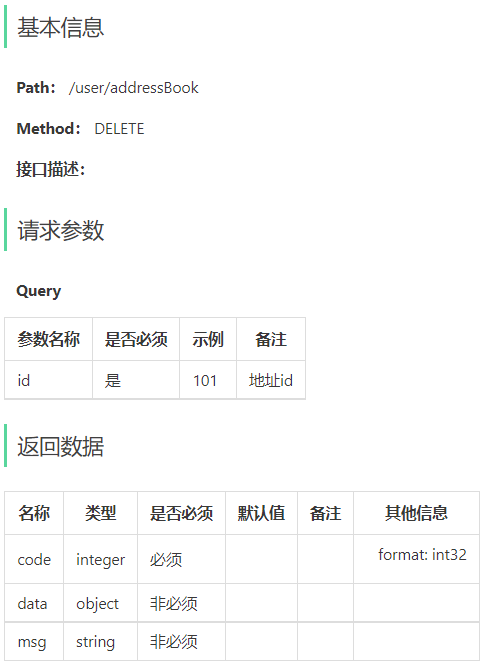 基本信息
Path： /user/addressBook
Method： DELETE
接口描述：
请求参数
Query
参数名称 是否必须 示例 备注
id 是 101 地址id
返回数据
名称 类型 是否必须 默认值 备注 其他信息
code integer 必须 format: int32
data object 非必须
msg string 非必须